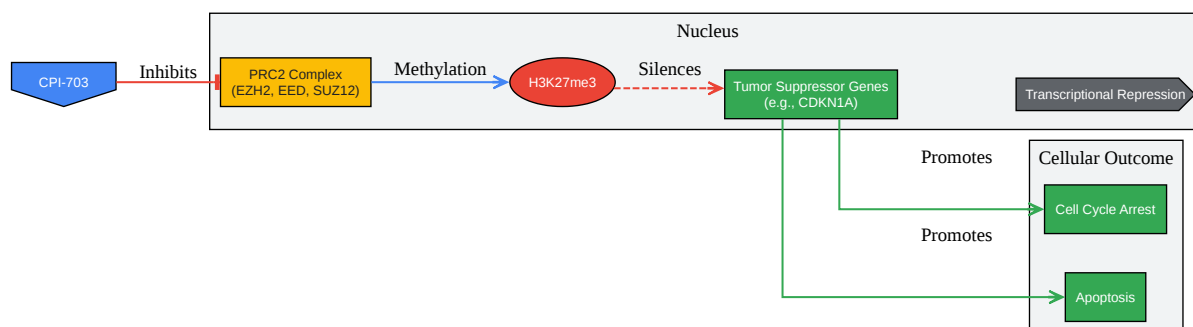 Nucleus
CPI-703
Inhibits
PRC2 Complex
(EZH2, EED, SUZ12)
Methylation
H3K27me3
Silences
Tumor Suppressor Genes
(e.g., CDKN1A)
Transcriptional Repression
Promotes
Cellular Outcome
Cell Cycle Arrest
Promotes
Apoptosis